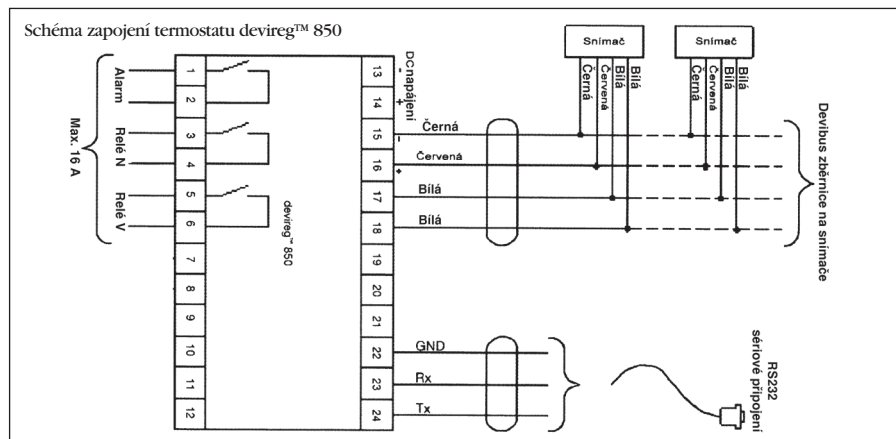 Schéma zapojení termostatu devireg™ 850
Max. 16 A
Alarm
Relé N
Relé V
1
2
3
4
5
6
7
8
9
10
11
12
devireg™ 850
13
14
15
16
17
18
19
20
21
22
23
24
DC napájení
-
+
-
+
Černá
Červená
Bílá
Bílá
GND
Rx
Tx
Snímač
Černá
Červená
Bílá
Bílá
Snímač
Černá
Červená
Bílá
Bílá
Devibus zběrnice na snímače
RS232
sériové připojení